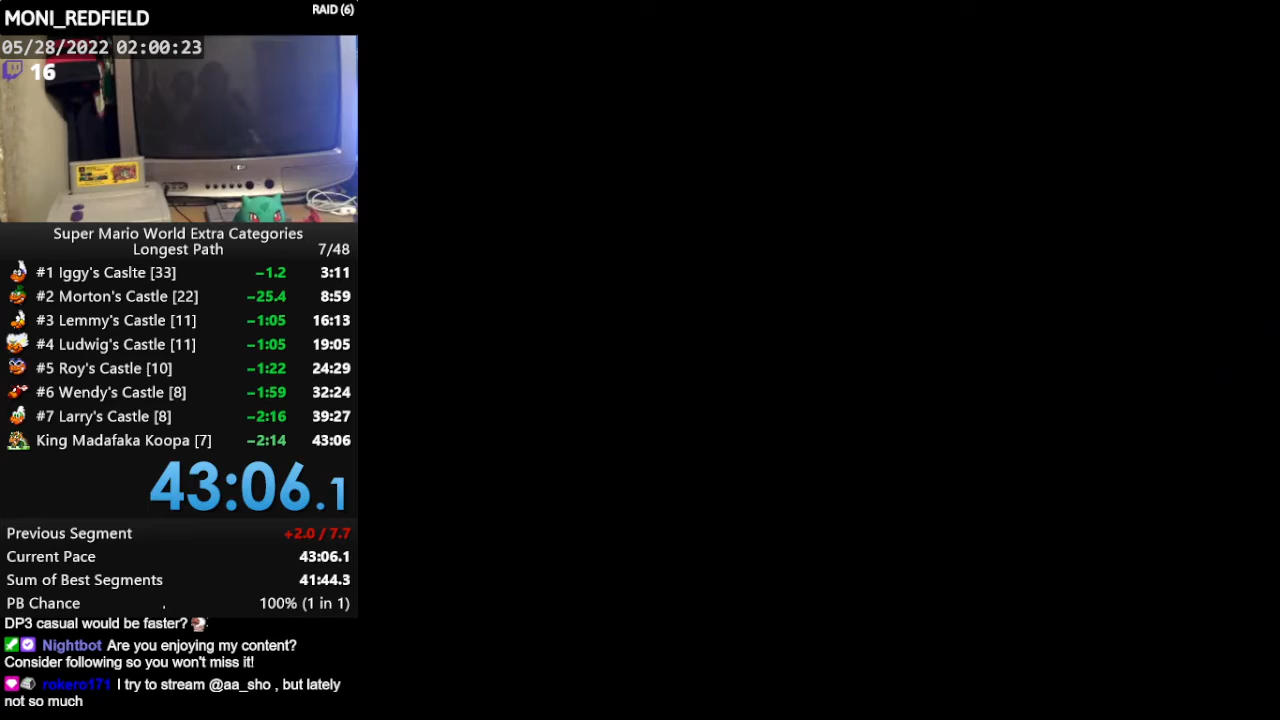 MONI_REDFIELD
RAID (6)
05/28/2022 02:00:23
16
Super Mario World Extra Categories
Longest Path 7/48
#1 Iggy's Caslte [33] −1.2 3:11
#2 Morton's Castle [22] −25.4 8:59
#3 Lemmy's Castle [11] −1:05 16:13
#4 Ludwig's Castle [11] −1:05 19:05
#5 Roy's Castle [10] −1:22 24:29
#6 Wendy's Castle [8] −1:59 32:24
#7 Larry's Castle [8] −2:16 39:27
King Madafaka Koopa [7] −2:14 43:06
43:06.1
Previous Segment +2.0 / 7.7
Current Pace 43:06.1
Sum of Best Segments 41:44.3
PB Chance 100% (1 in 1)
DP3 casual would be faster?
Nightbot Are you enjoying my content?
Consider following so you won't miss it!
rokero171 I try to stream @aa_sho , but lately
not so much